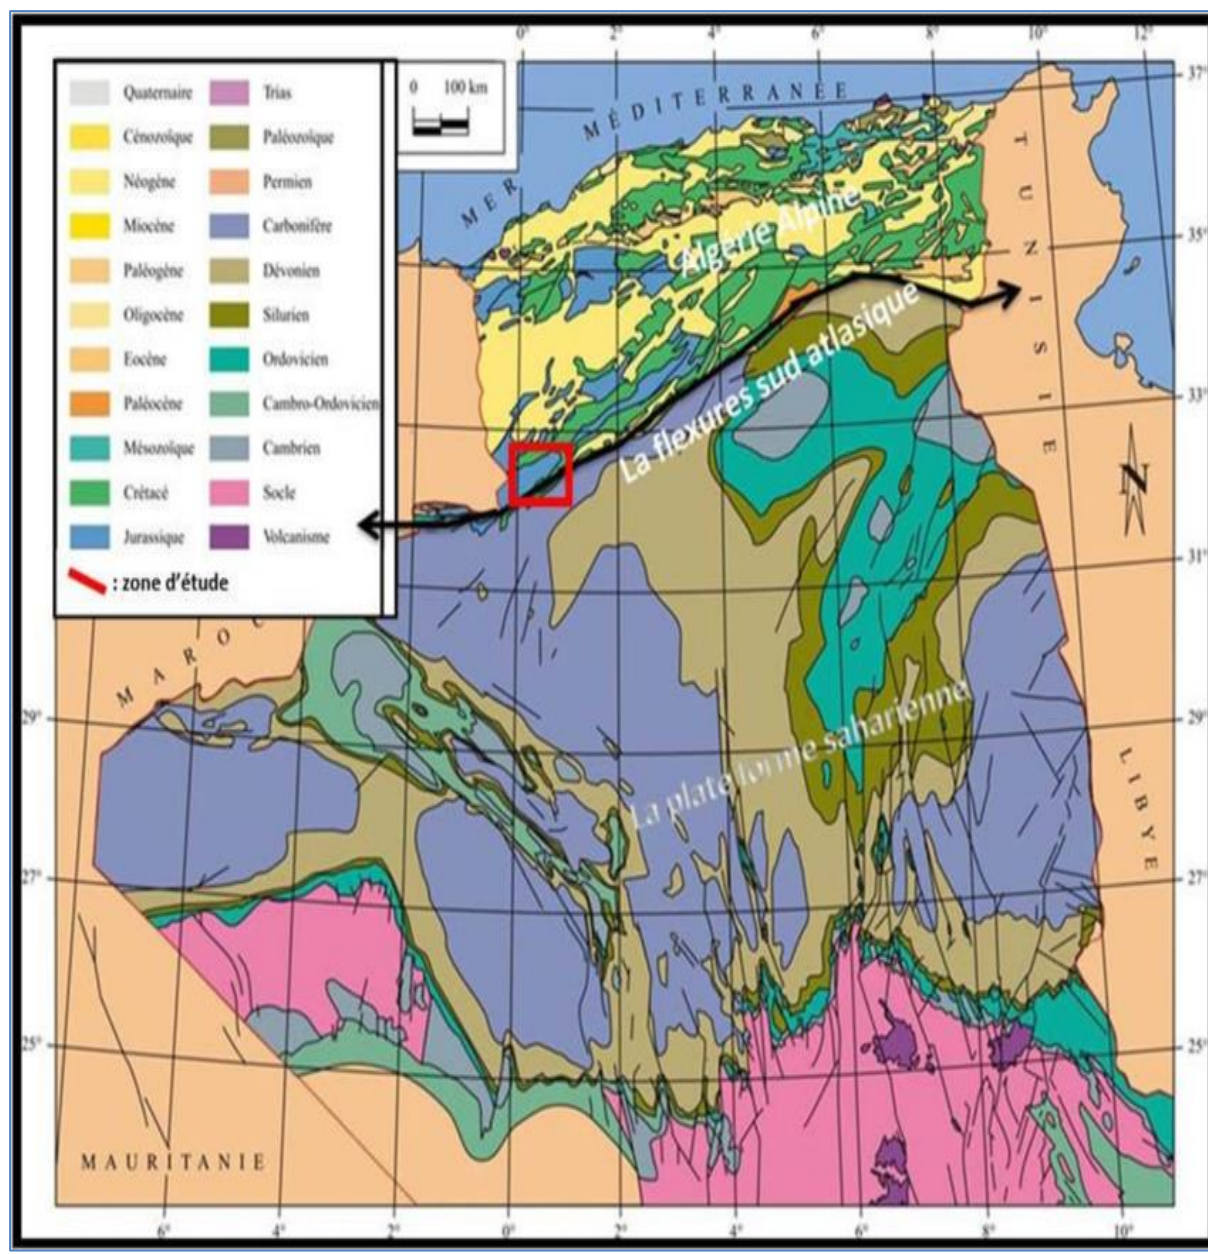 0° 2° 4° 6° 8° 10° 12°
Quaternaire
Cénozoïque
Néogène
Miocène
Paléogène
Oligocène
Eocène
Paléocène
Mésozoïque
Crétacé
Jurassique
Trias
Paléozoïque
Permien
Carbonifère
Dévonien
Silurien
Ordovicien
Cambro-Ordovicien
Cambrien
Socle
Volcanisme
: zone d'étude
0 100 km
MER MÉDITERRANÉE
TUNISIE
Algérie Alpine
La flexures sud atlasique
N
MAROC
La plate forme saharienne
LIBYE
MAURITANIE
37°
35°
33°
31°
29°
27°
25°
29°
27°
25°
6° 4° 2° 0° 2° 4° 6° 8° 10°